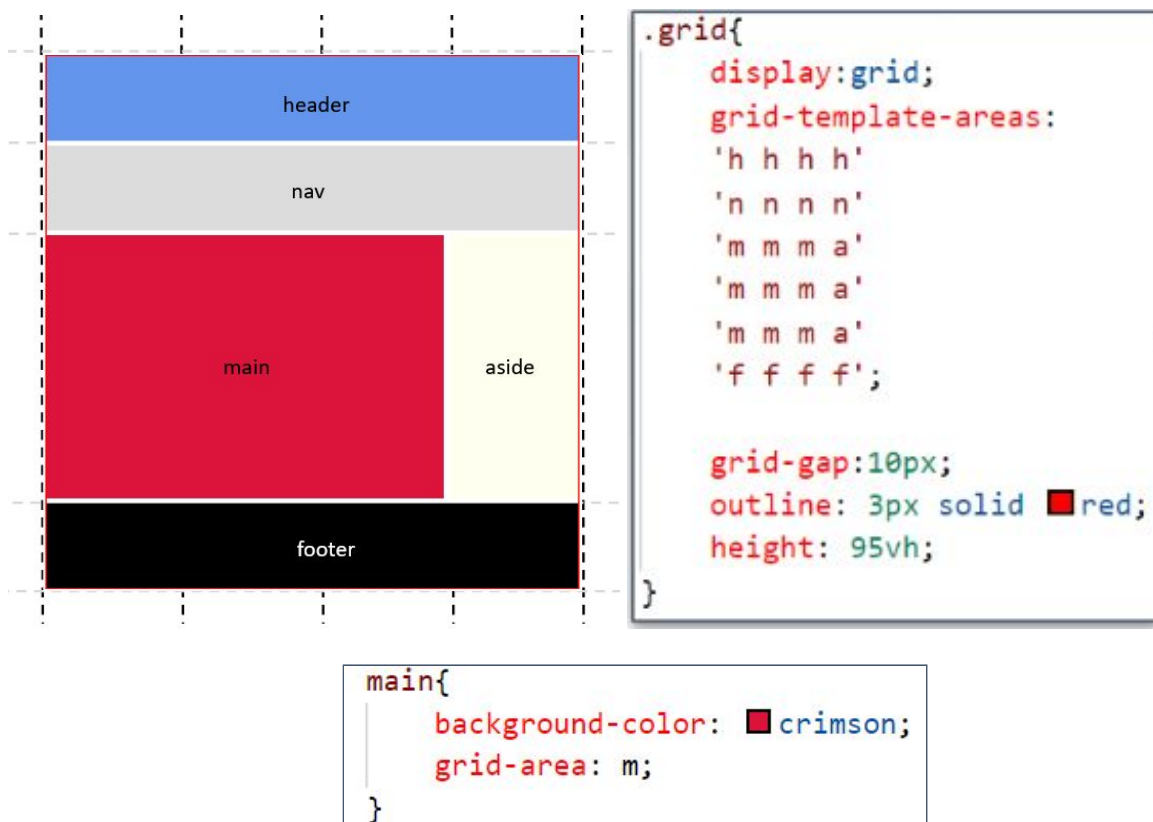 header
nav
main
aside
footer
.grid{
display:grid;
grid-template-areas:
'h h h h'
'n n n n'
'm m m a'
'm m m a'
'm m m a'
'f f f f';
grid-gap:10px;
outline: 3px solid red;
height: 95vh;
}
main{
background-color: crimson;
grid-area: m;
}